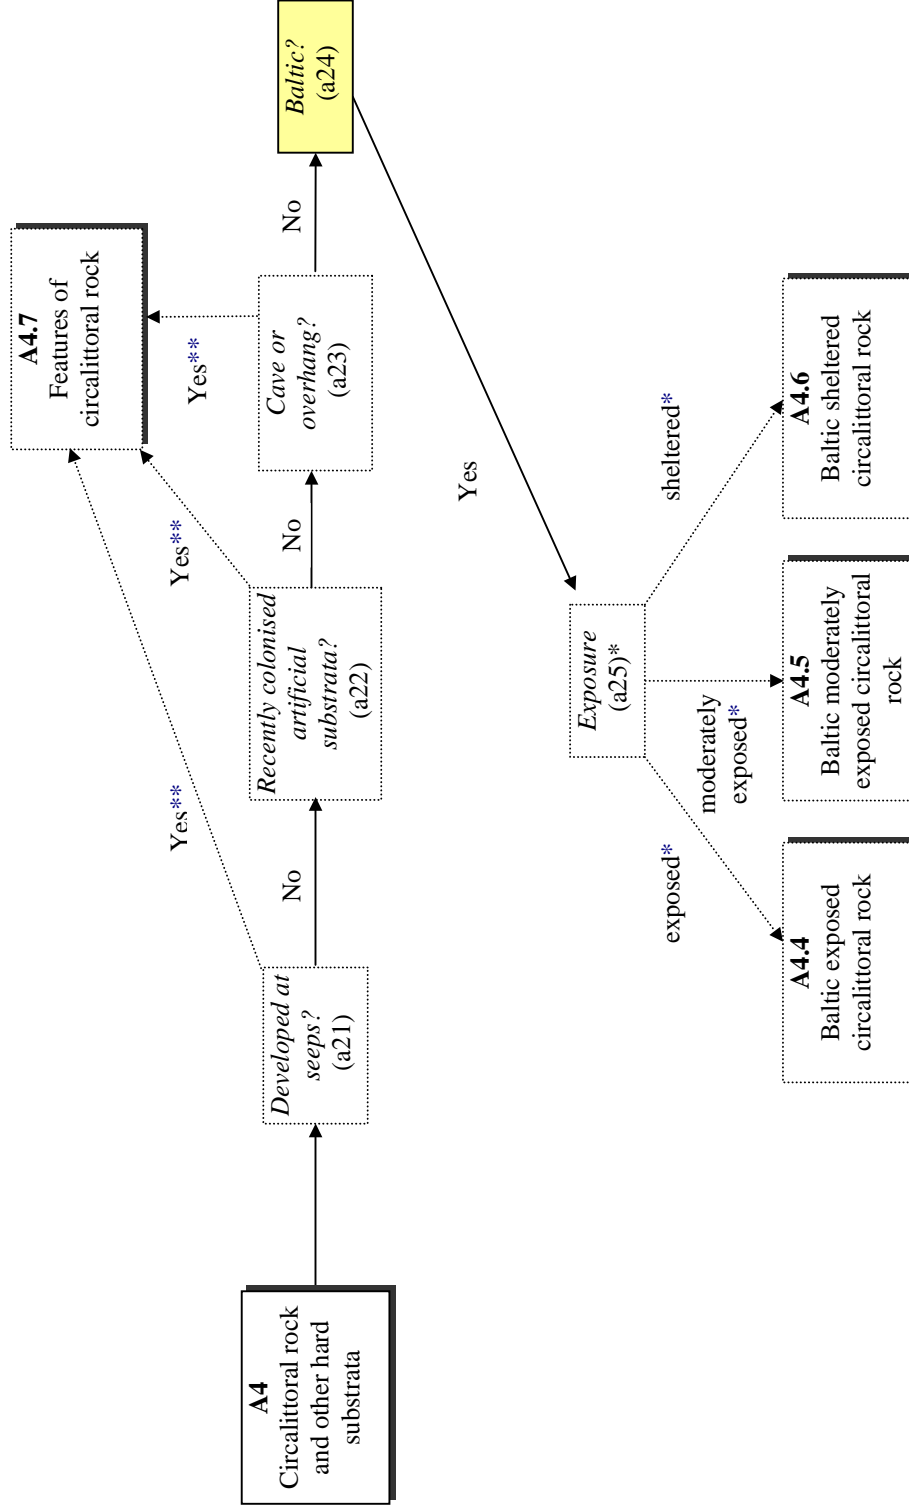 A4
Circalittoral rock
and other hard
substrata
Developed at
seeps?
(a21)
No
Yes**
Recently colonised
artificial
substrata?
(a22)
No
Yes**
Cave or
overhang?
(a23)
No
Yes**
A4.7
Features of
circalittoral rock
Baltic?
(a24)
Yes
Exposure
(a25)*
exposed*
moderately
exposed*
sheltered*
A4.4
Baltic exposed
circalittoral rock
A4.5
Baltic moderately
exposed circalittoral
rock
A4.6
Baltic sheltered
circalittoral rock